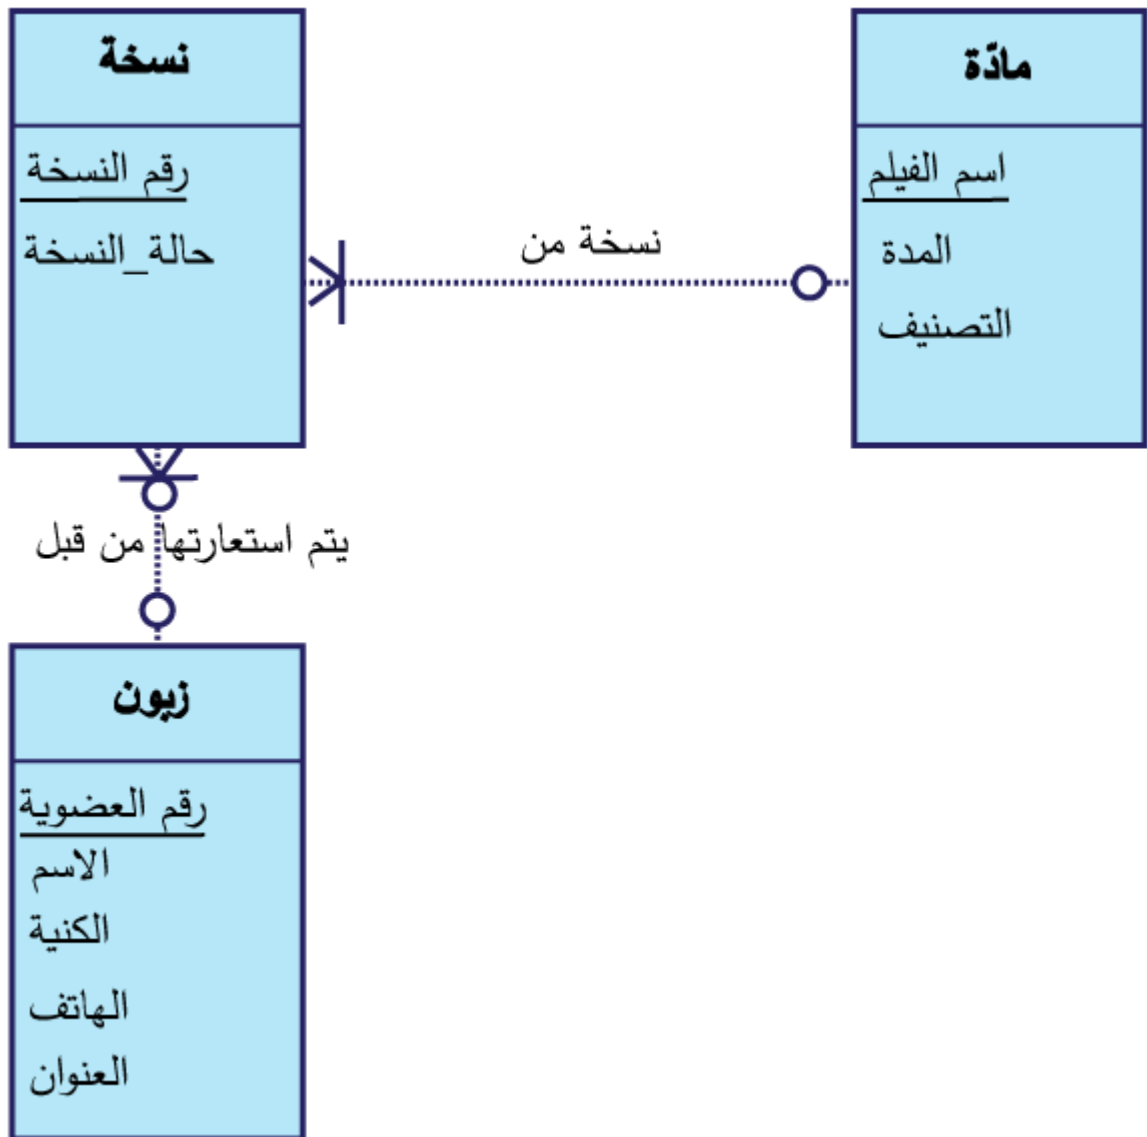 مادّة
اسم الفيلم
المدة
التصنيف
نسخة من
نسخة
رقم النسخة
حالة_النسخة
يتم استعارتها من قبل
زبون
رقم العضوية
الاسم
الكنية
الهاتف
العنوان